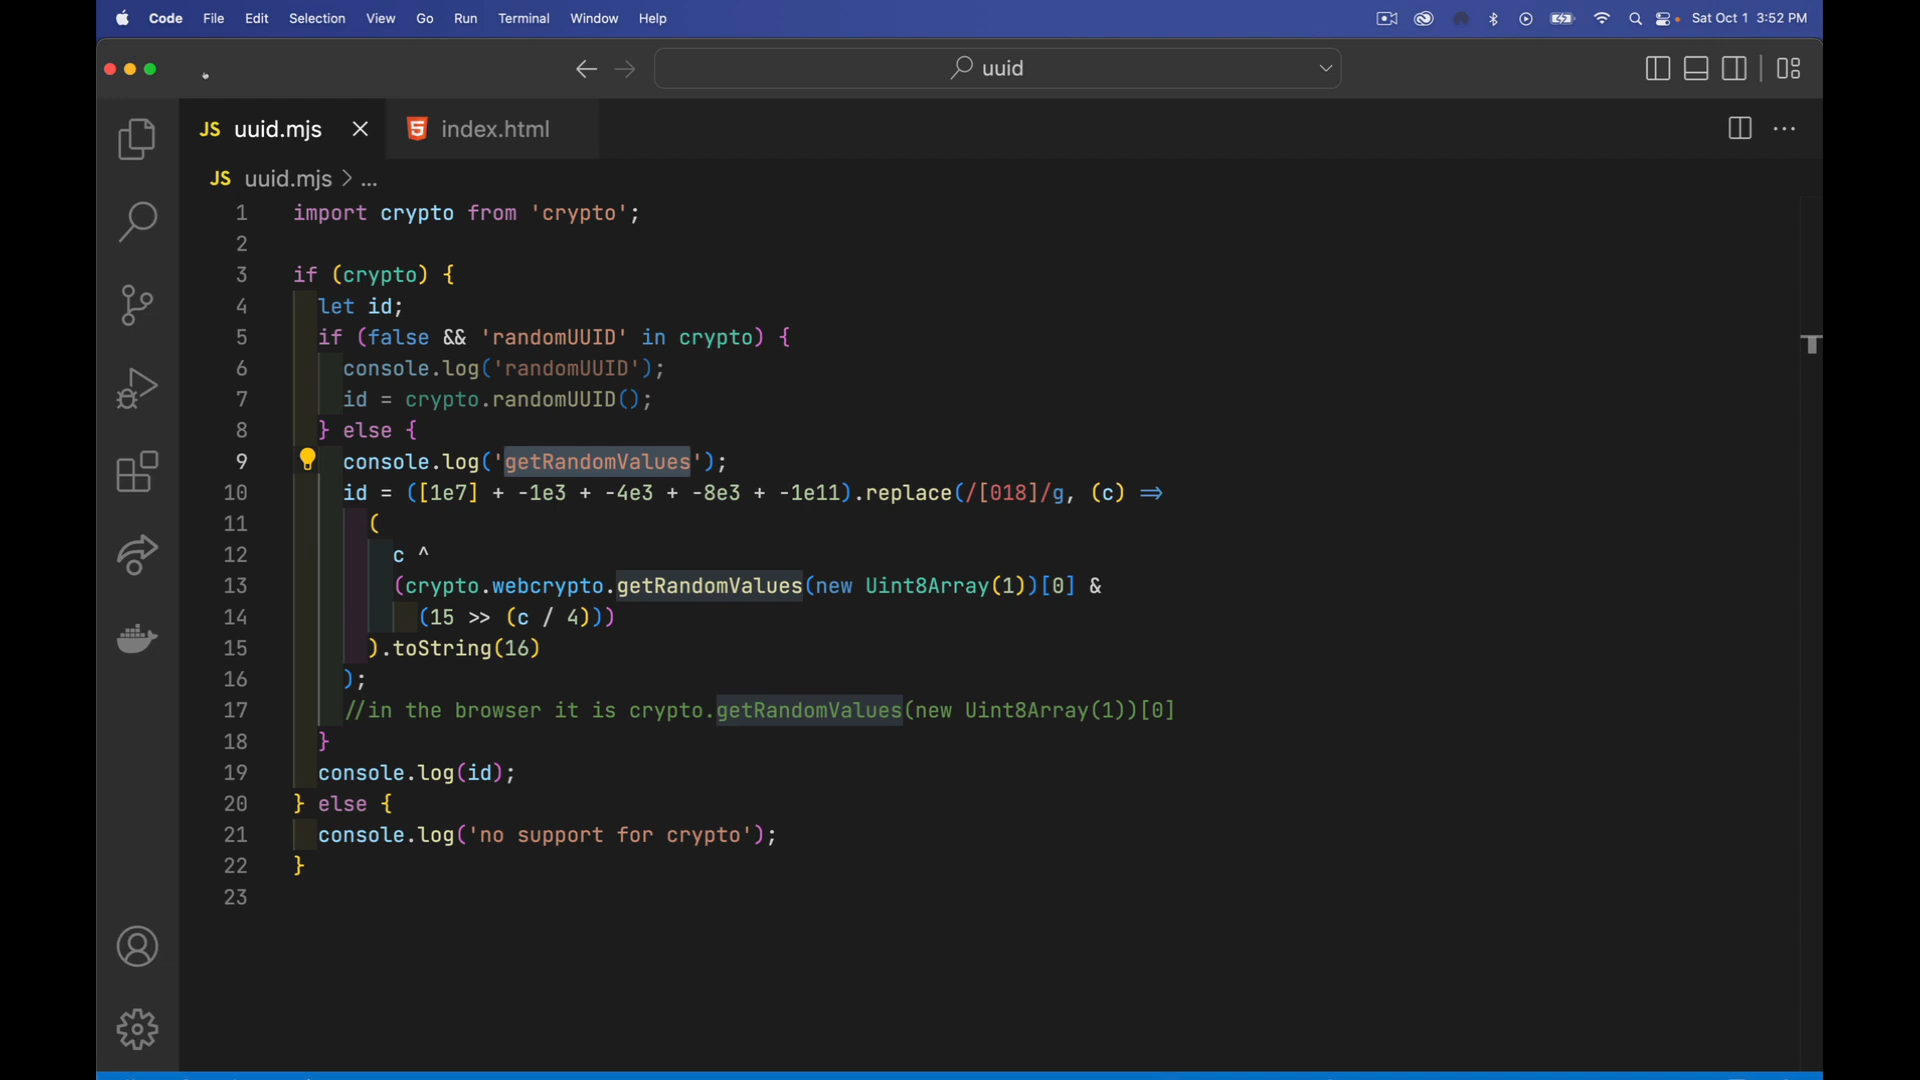 Code File Edit Selection View Go Run Terminal Window Help Sat Oct 1 3:52 PM
uuid
JS uuid.mjs index.html
JS uuid.mjs > ...
1 import crypto from 'crypto';
2
3 if (crypto) {
4 let id;
5 if (false && 'randomUUID' in crypto) {
6 console.log('randomUUID');
7 id = crypto.randomUUID();
8 } else {
9 console.log('getRandomValues');
10 id = ([1e7] + -1e3 + -4e3 + -8e3 + -1e11).replace(/[018]/g, (c) =>
11 (
12 c ^
13 (crypto.webcrypto.getRandomValues(new Uint8Array(1))[0] &
14 (15 >> (c / 4)))
15 ).toString(16)
16 );
17 //in the browser it is crypto.getRandomValues(new Uint8Array(1))[0]
18 }
19 console.log(id);
20 } else {
21 console.log('no support for crypto');
22 }
23